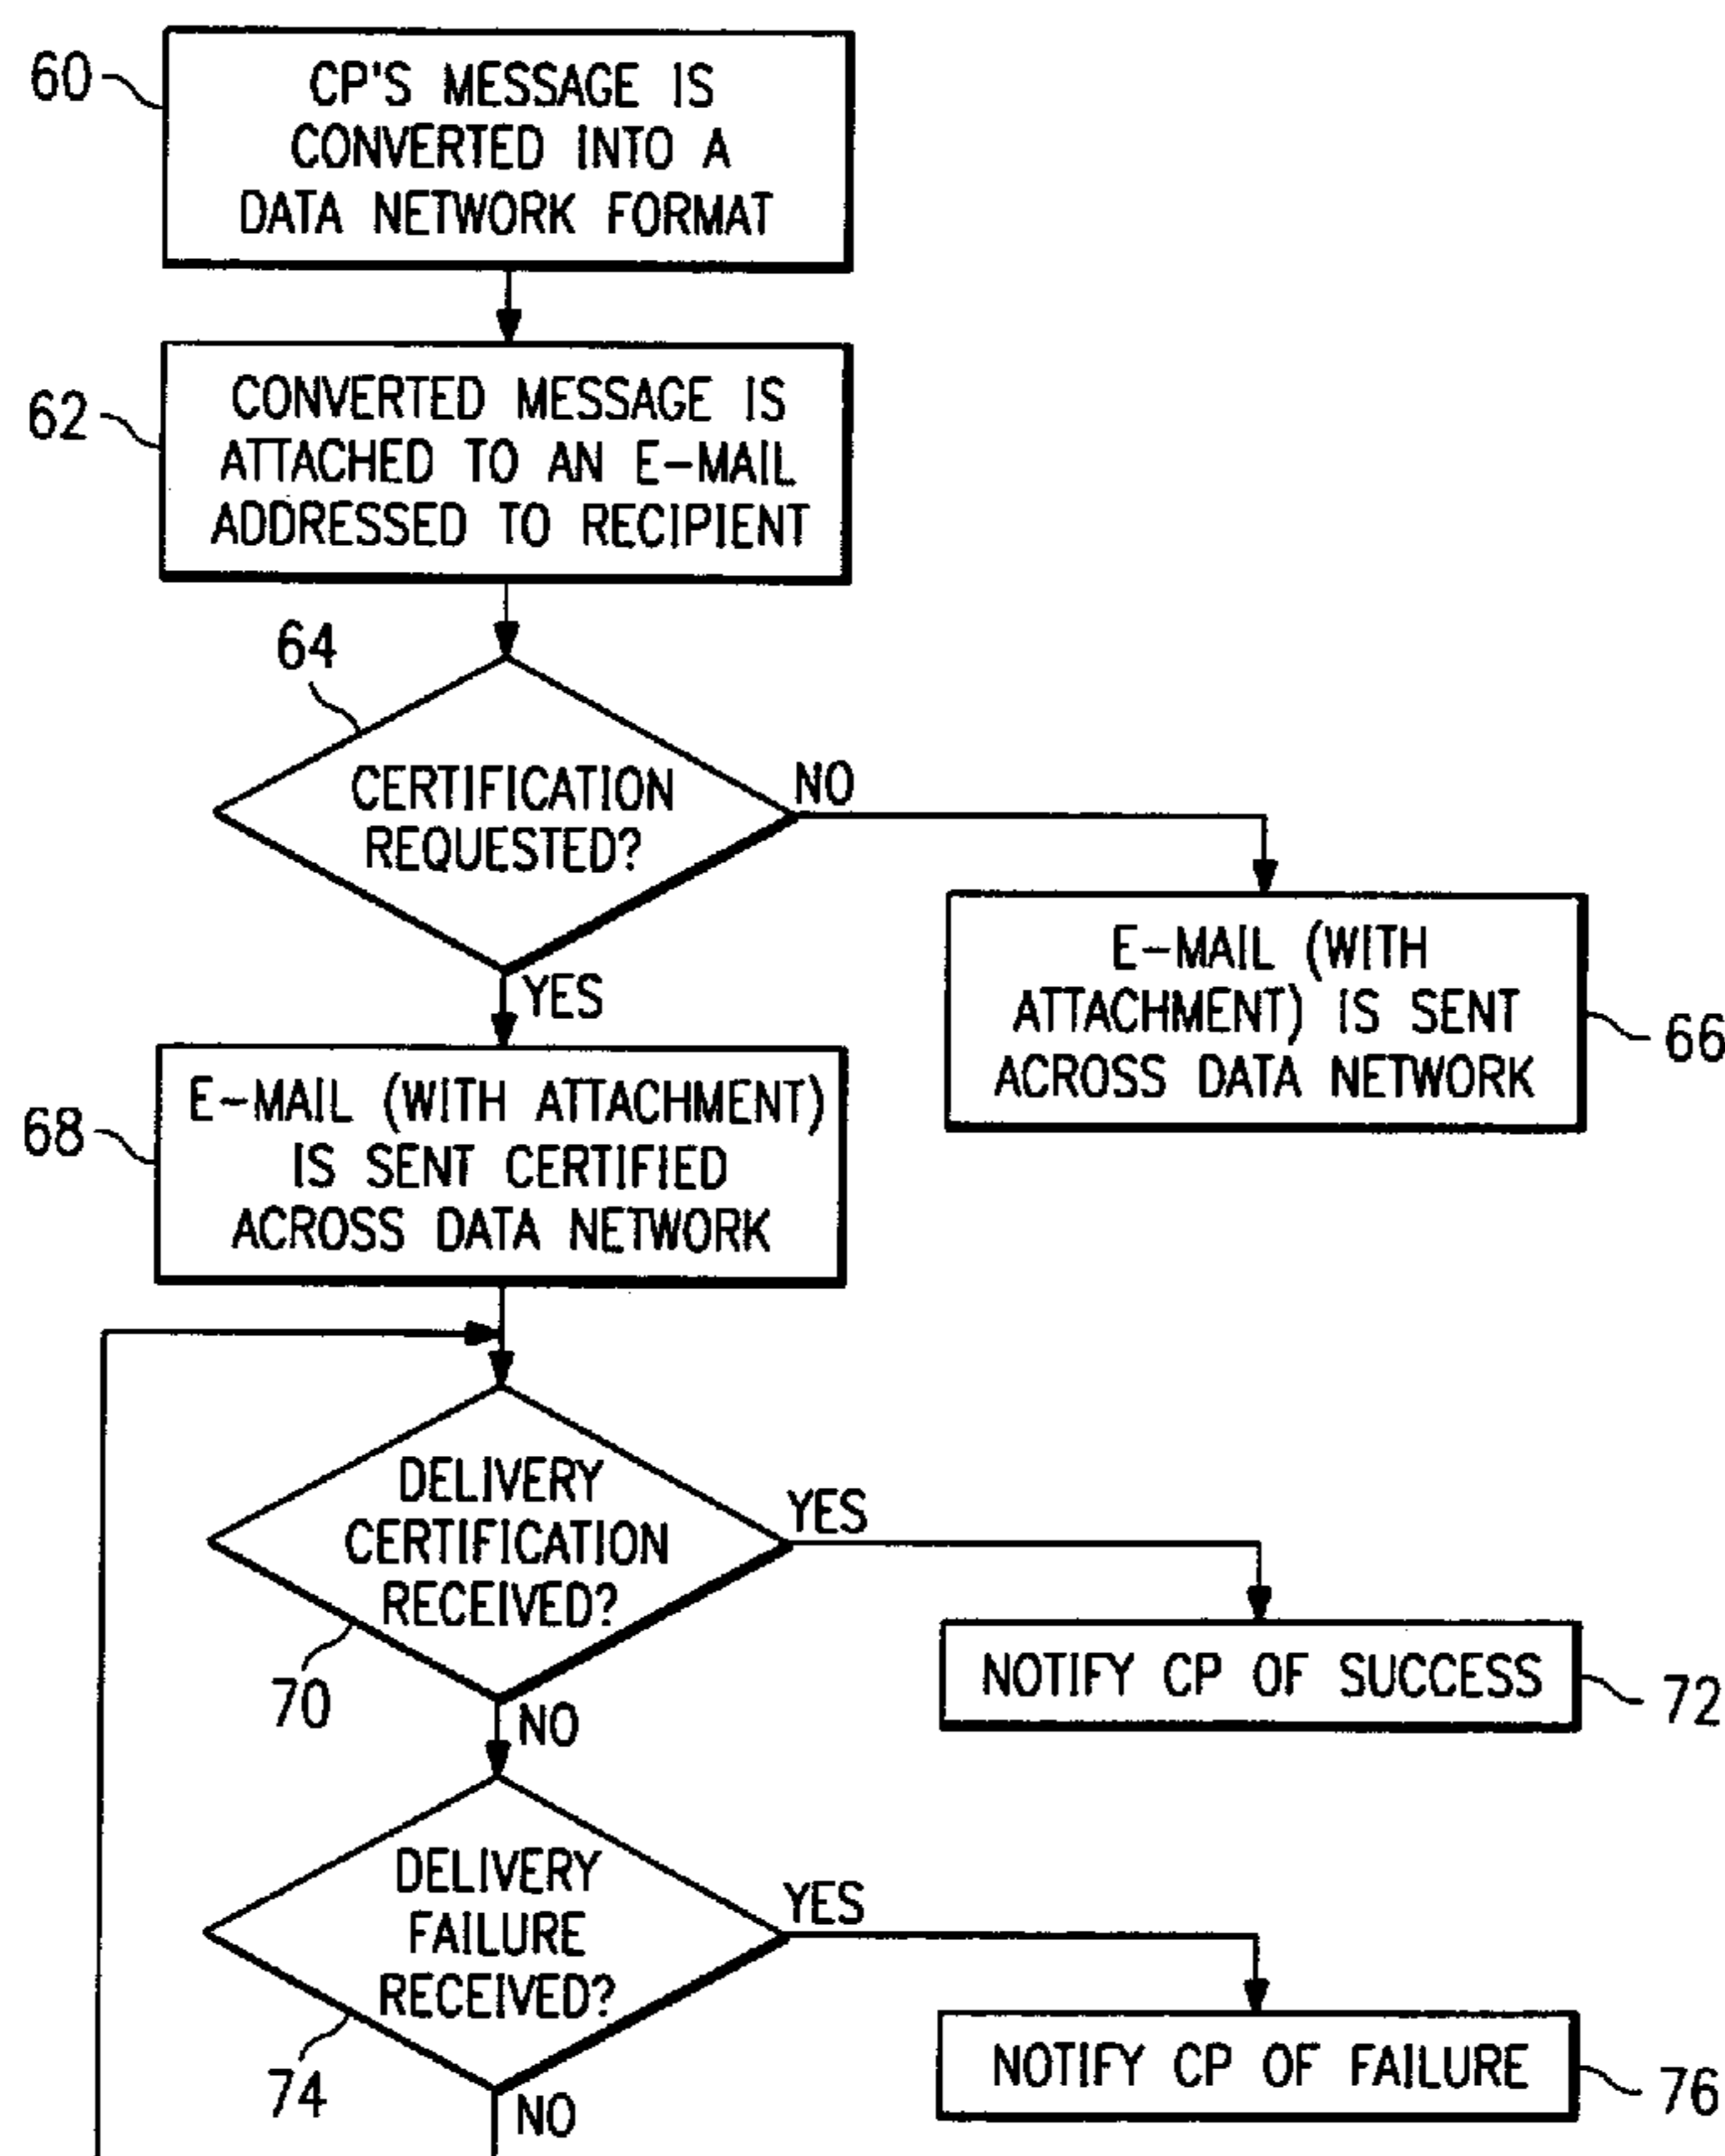 60
CP'S MESSAGE IS
CONVERTED INTO A
DATA NETWORK FORMAT
62
CONVERTED MESSAGE IS
ATTACHED TO AN E-MAIL
ADDRESSED TO RECIPIENT
64
CERTIFICATION
REQUESTED?
NO
YES
E-MAIL (WITH
ATTACHMENT) IS SENT
ACROSS DATA NETWORK
66
68
E-MAIL (WITH ATTACHMENT)
IS SENT CERTIFIED
ACROSS DATA NETWORK
DELIVERY
CERTIFICATION
RECEIVED?
YES
70
NO
NOTIFY CP OF SUCCESS
72
DELIVERY
FAILURE
RECEIVED?
YES
74
NO
NOTIFY CP OF FAILURE
76